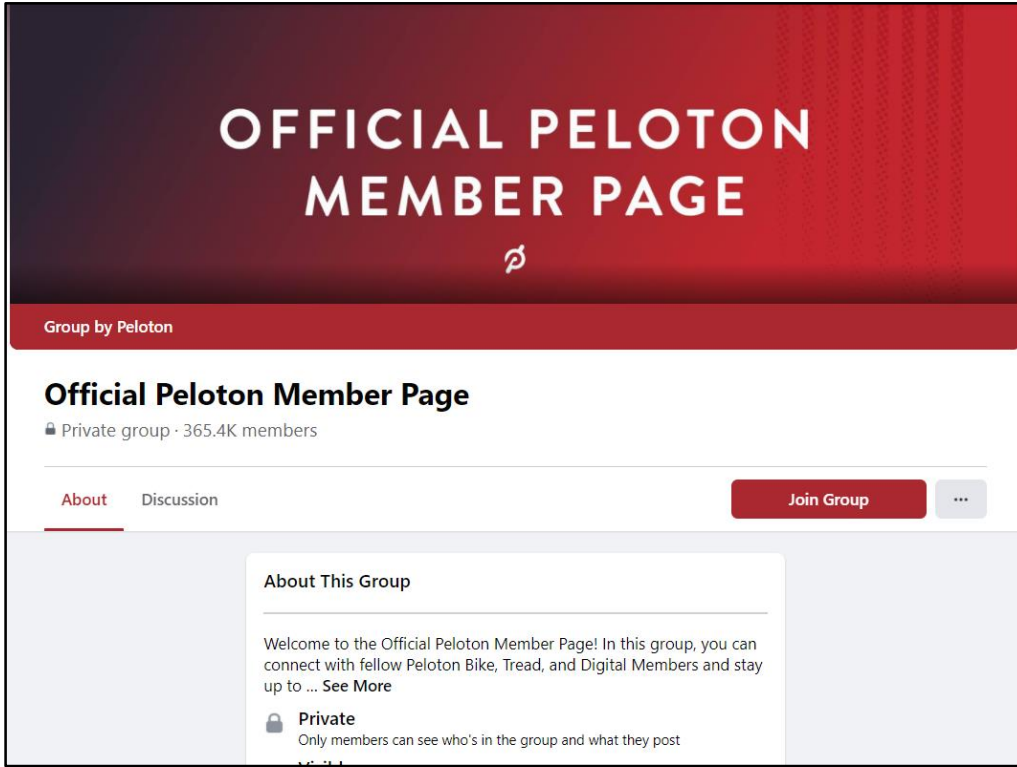 OFFICIAL PELOTON
MEMBER PAGE
Group by Peloton
Official Peloton Member Page
Private group · 365.4K members
About Discussion Join Group ...
About This Group
Welcome to the Official Peloton Member Page! In this group, you can
connect with fellow Peloton Bike, Tread, and Digital Members and stay
up to ... See More
Private
Only members can see who's in the group and what they post